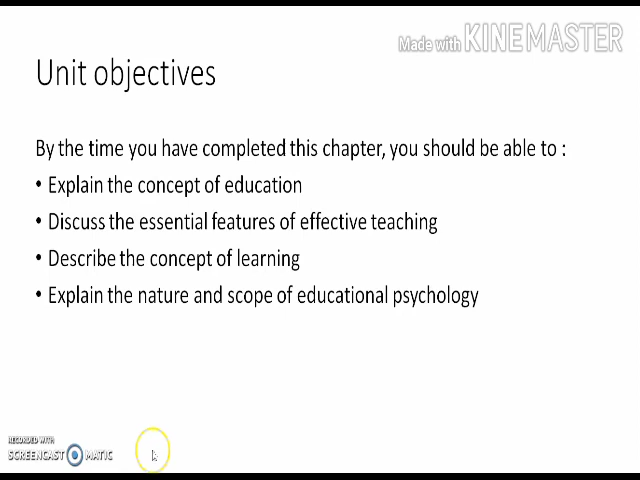 Made with KINEMASTER
Unit objectives
By the time you have completed this chapter, you should be able to :
• Explain the concept of education
• Discuss the essential features of effective teaching
• Describe the concept of learning
• Explain the nature and scope of educational psychology
RECORDED WITH
SCREENCAST MATIC